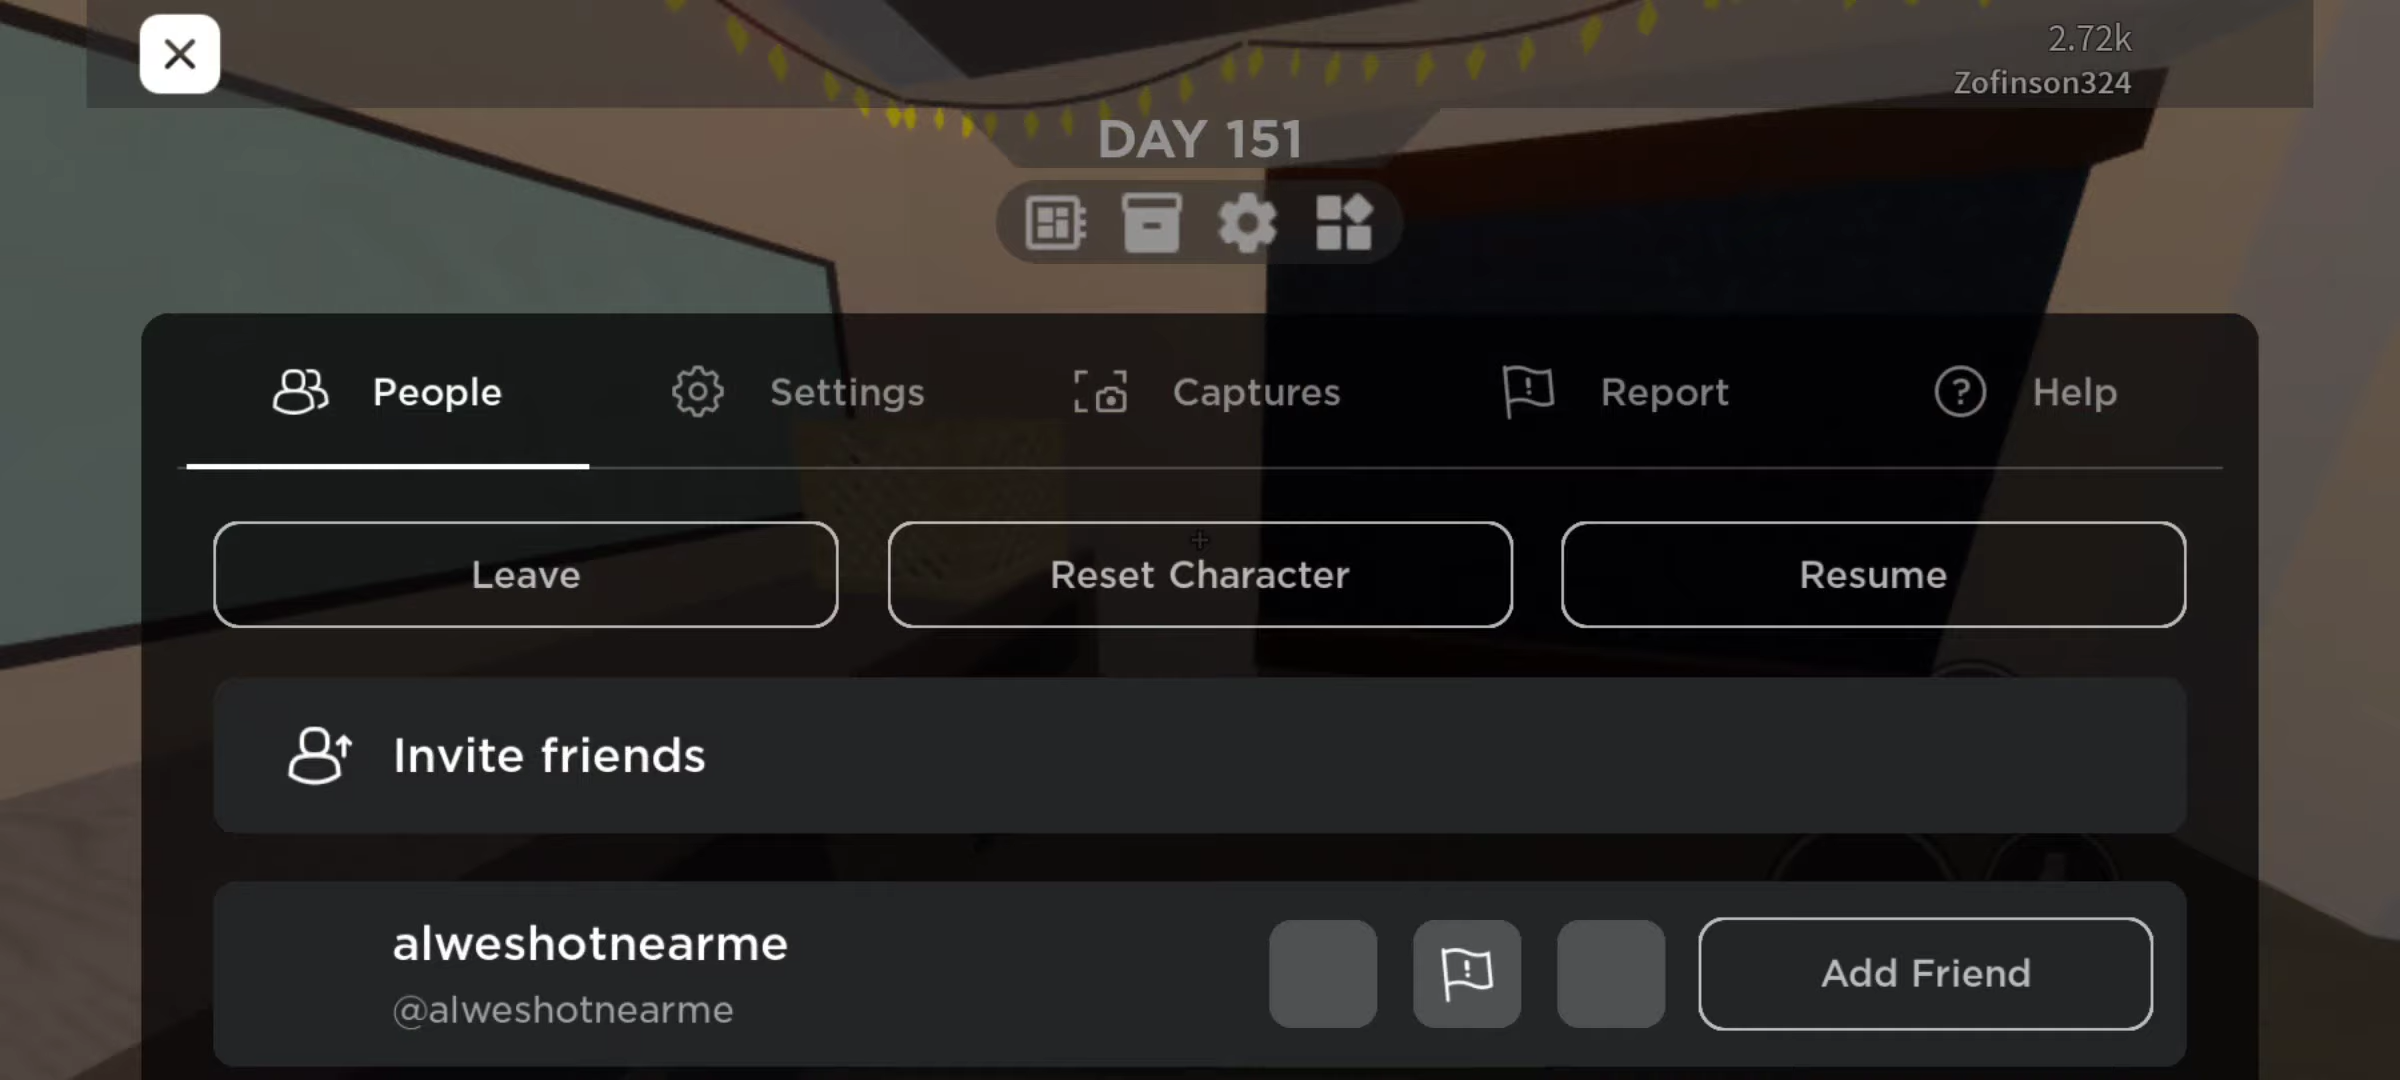 2.72k
Zofinson324
DAY 151
People
Settings
Captures
Report
Help
Leave
Reset Character
Resume
Invite friends
alweshotnearme
@alweshotnearme
Add Friend